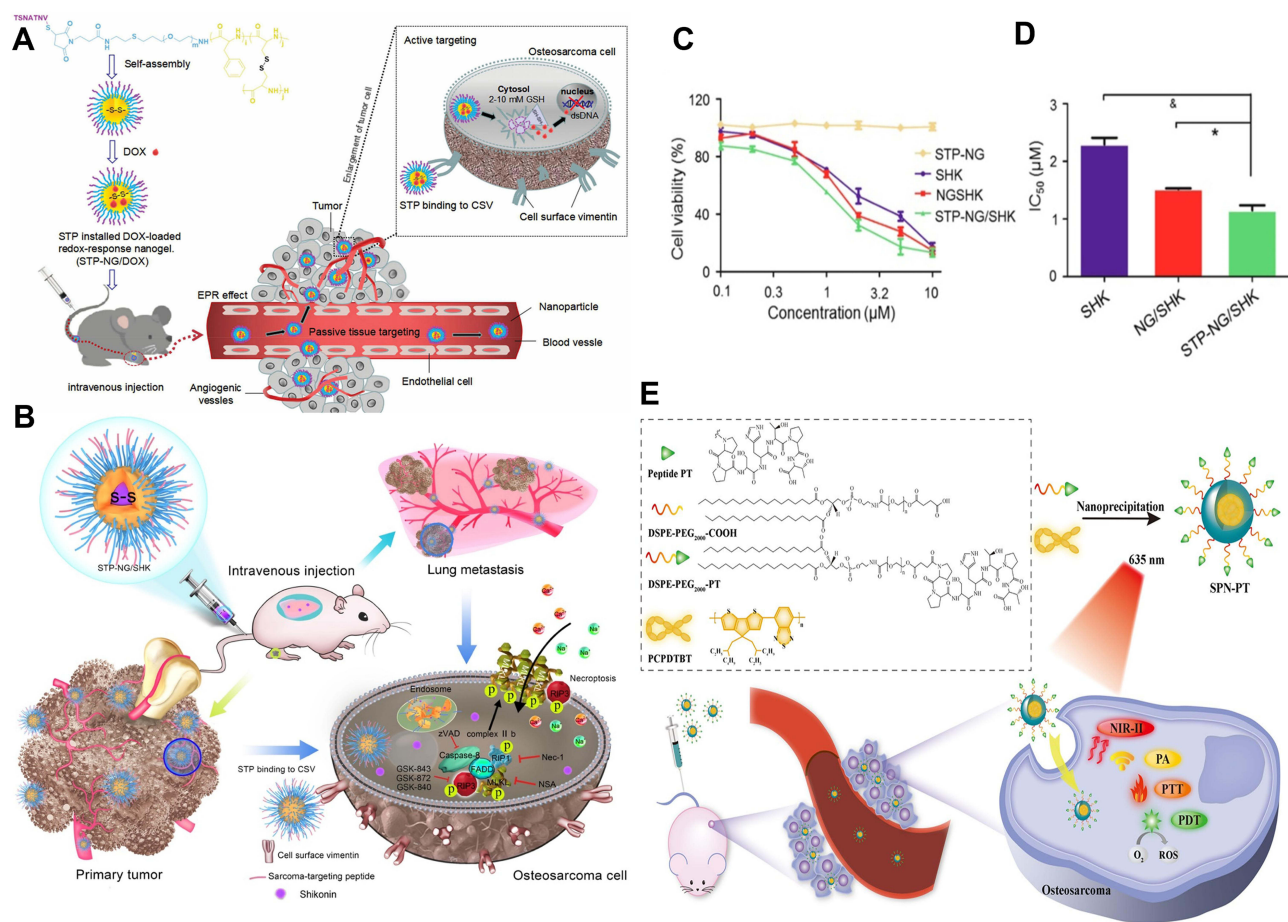 A
TSNATNV
Self-assembly
DOX
STP installed DOX-loaded
redox-response nanogel.
(STP-NG/DOX)
intravenous injection
Enlargement of tumor cell
Tumor
EPR effect
Passive tissue targeting
Angiogenic
vessles
Endothelial cell
Nanoparticle
Blood vessle
Active targeting
Osteosarcoma cell
Cytosol
2-10 mM GSH
nucleus
dsDNA
STP binding to CSV
Cell surface vimentin
B
S-S
STP-NG/SHK
Intravenous injection
Lung metastasis
Primary tumor
STP binding to CSV
Cell surface vimentin
Sarcoma-targeting peptide
Shikonin
Endosome
zVAD
complex II b
Caspase-8
RIP1
Nec-1
GSK-843
GSK-872
GSK-840
FADD
RIP3
MLKL
NSA
Necroptosis
RIP3
Osteosarcoma cell
C
Cell viability (%)
120
80
40
0
0.1
0.3
1
3.2
10
Concentration (μM)
STP-NG
SHK
NGSHK
STP-NG/SHK
D
IC50 (μM)
3
2
1
0
&
*
SHK
NG/SHK
STP-NG/SHK
E
Peptide PT
DSPE-PEG2000-COOH
DSPE-PEG2000-PT
PCPDTBT
Nanoprecipitation
SPN-PT
635 nm
NIR-II
PA
PTT
PDT
O2
ROS
Osteosarcoma